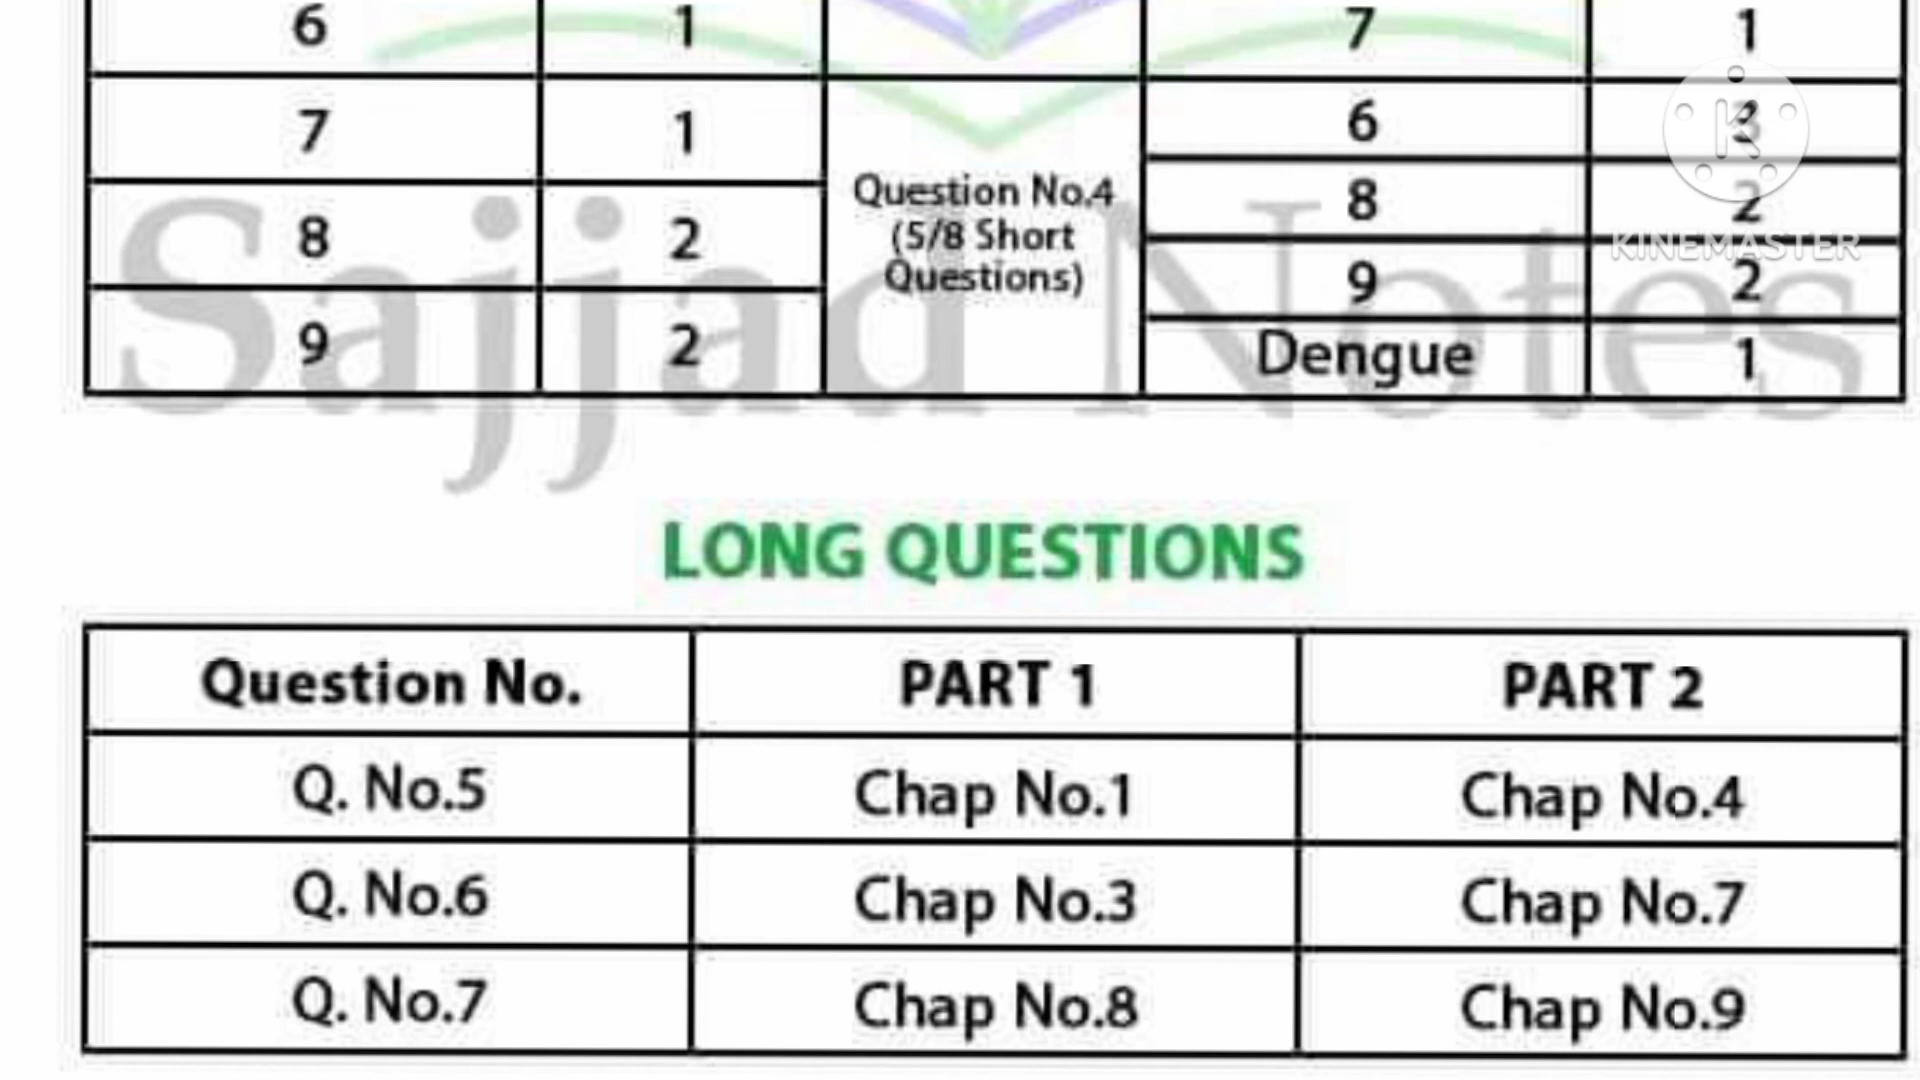 6 1 7 1
7 1 6 3
Question No.4
(5/8 Short
Questions)
8 2 8 2
9 2 9 2
Dengue 1
KINEMASTER
Sajjad Notes
LONG QUESTIONS
Question No. PART 1 PART 2
Q. No.5 Chap No.1 Chap No.4
Q. No.6 Chap No.3 Chap No.7
Q. No.7 Chap No.8 Chap No.9